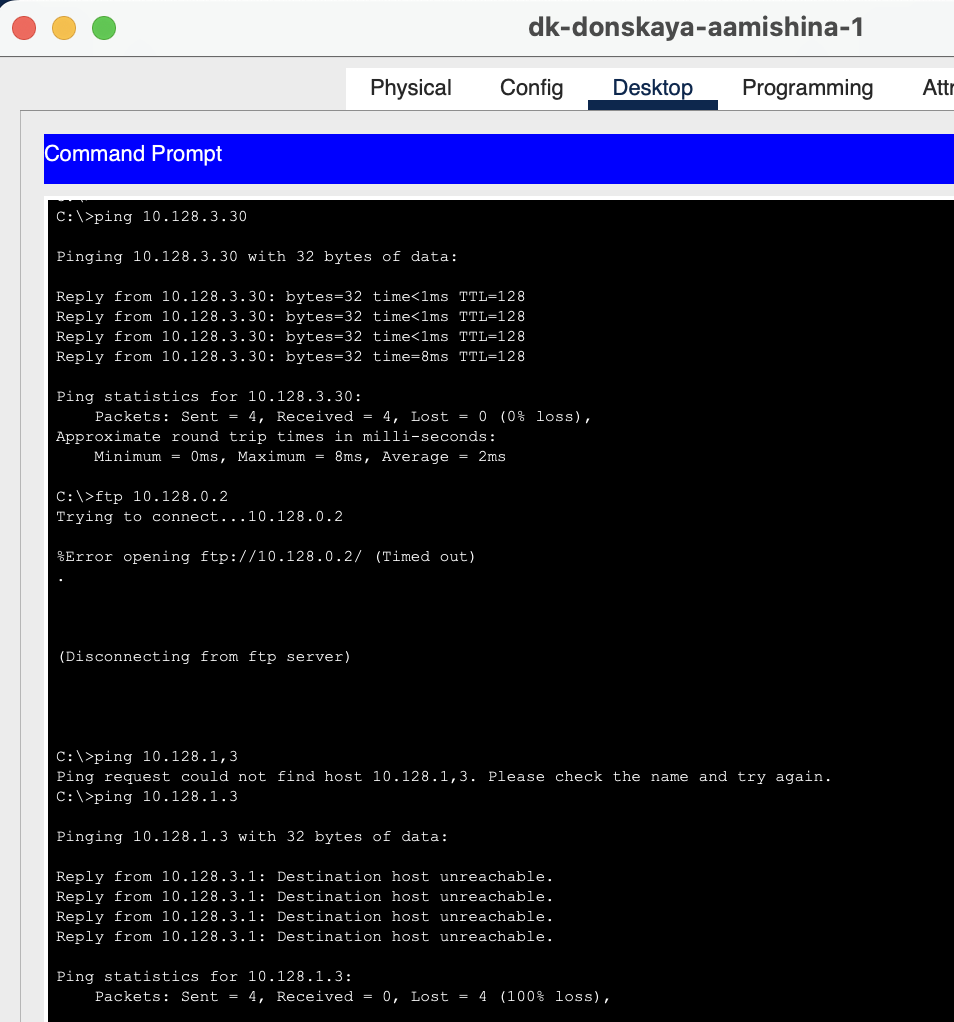 dk-donskaya-aamishina-1
Physical Config Desktop Programming
Command Prompt
C:\>ping 10.128.3.30
Pinging 10.128.3.30 with 32 bytes of data:
Reply from 10.128.3.30: bytes=32 time<1ms TTL=128
Reply from 10.128.3.30: bytes=32 time<1ms TTL=128
Reply from 10.128.3.30: bytes=32 time<1ms TTL=128
Reply from 10.128.3.30: bytes=32 time=8ms TTL=128
Ping statistics for 10.128.3.30:
Packets: Sent = 4, Received = 4, Lost = 0 (0% loss),
Approximate round trip times in milli-seconds:
Minimum = 0ms, Maximum = 8ms, Average = 2ms
C:\>ftp 10.128.0.2
Trying to connect...10.128.0.2
%Error opening ftp://10.128.0.2/ (Timed out)
.
(Disconnecting from ftp server)
C:\>ping 10.128.1,3
Ping request could not find host 10.128.1,3. Please check the name and try again.
C:\>ping 10.128.1.3
Pinging 10.128.1.3 with 32 bytes of data:
Reply from 10.128.3.1: Destination host unreachable.
Reply from 10.128.3.1: Destination host unreachable.
Reply from 10.128.3.1: Destination host unreachable.
Reply from 10.128.3.1: Destination host unreachable.
Ping statistics for 10.128.1.3:
Packets: Sent = 4, Received = 0, Lost = 4 (100% loss),